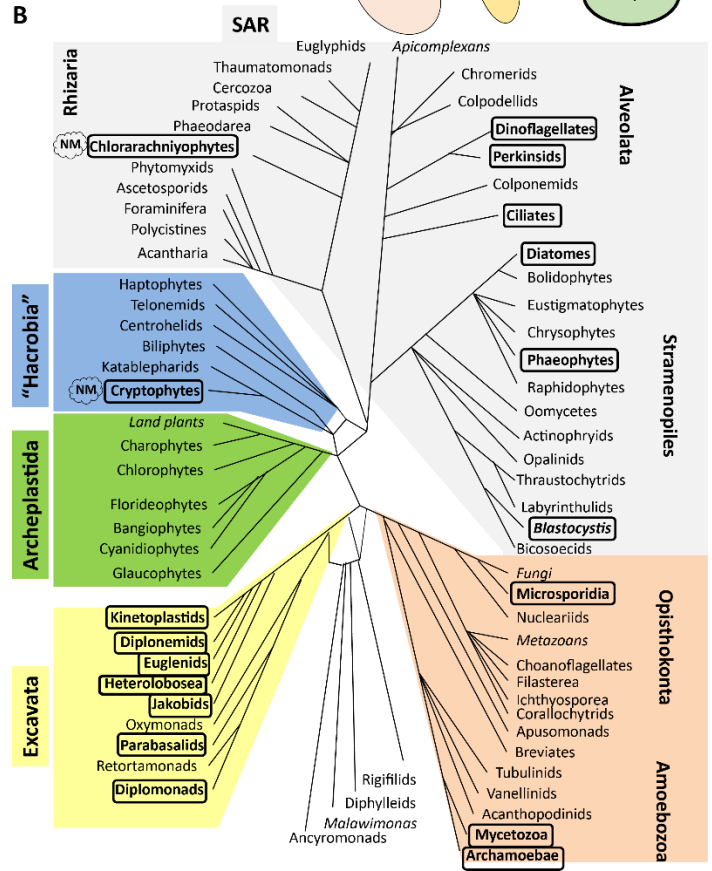 B
SAR
Rhizaria
Euglyphids
Thaumatomonads
Cercozoa
Protaspids
Phaeodarea
NM
Chlorarachniyophytes
Phytomyxids
Ascetosporids
Foraminifera
Polycistines
Acantharia
Apicomplexans
Chromerids
Colpodellids
Dinoflagellates
Perkinsids
Colponemids
Ciliates
Alveolata
Diatomes
Bolidophytes
Eustigmatophytes
Chrysophytes
Phaeophytes
Raphidophytes
Oomycetes
Actinophryids
Opalinids
Thraustochytrids
Labyrinthulids
Blastocystis
Bicosoecids
Stramenopiles
"Hacrobia"
Haptophytes
Telonemids
Centrohelids
Biliphytes
Katablepharids
NM
Cryptophytes
Archeplastida
Land plants
Charophytes
Chlorophytes
Florideophytes
Bangiophytes
Cyanidiophytes
Glaucophytes
Excavata
Kinetoplastids
Diplonemids
Euglenids
Heterolobosea
Jakobids
Oxymonads
Parabasalids
Retortamonads
Diplomonads
Rigifilids
Diphylleids
Malawimonas
Ancyromonads
Fungi
Microsporidia
Nucleariids
Metazoans
Choanoflagellates
Filasterea
Ichthyosporea
Corallochytrids
Apusomonads
Breviates
Opisthokonta
Tubulinids
Vanellinids
Acanthopodinids
Mycetozoa
Archamoebae
Amoebozoa